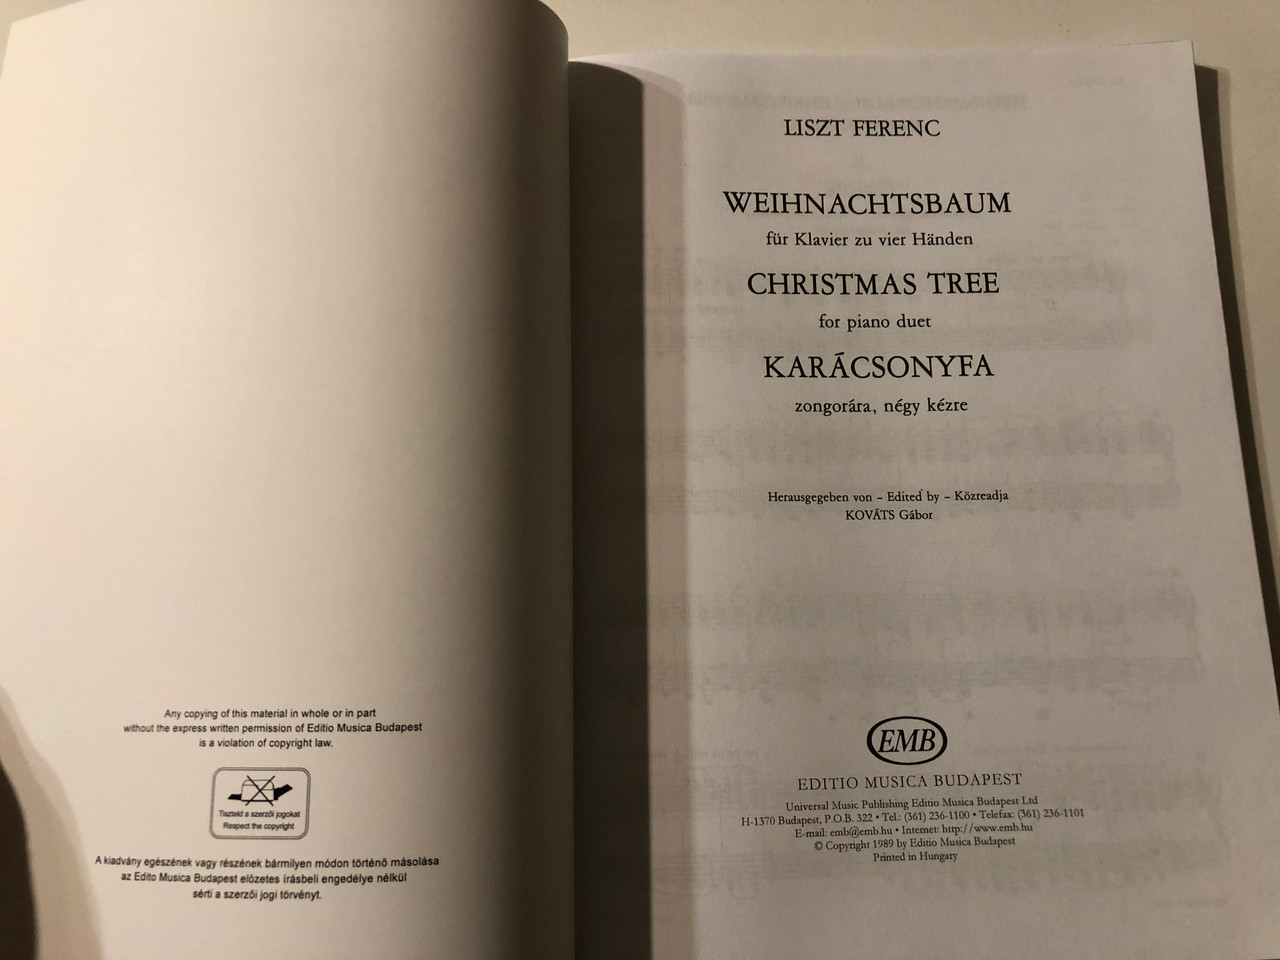 Any copying of this material in whole or in part
without the express written permission of Editio Musica Budapest
is a violation of copyright law.
Tiszteld a szerzői jogokat
Respect the copyright
A kiadvány egészének vagy részének bármilyen módon történő másolása
az Edito Musica Budapest előzetes írásbeli engedélye nélkül
sérti a szerzői jogi törvényt.
LISZT FERENC
WEIHNACHTSBAUM
für Klavier zu vier Händen
CHRISTMAS TREE
for piano duet
KARÁCSONYFA
zongorára, négy kézre
Herausgegeben von – Edited by – Közreadja
KOVÁTS Gábor
EMB
EDITIO MUSICA BUDAPEST
Universal Music Publishing Editio Musica Budapest Ltd
H-1370 Budapest, P.O.B. 322 • Tel.: (361) 236-1100 • Telefax: (361) 236-1101
E-mail: emb@emb.hu • Internet: http://www.emb.hu
© Copyright 1989 by Editio Musica Budapest
Printed in Hungary